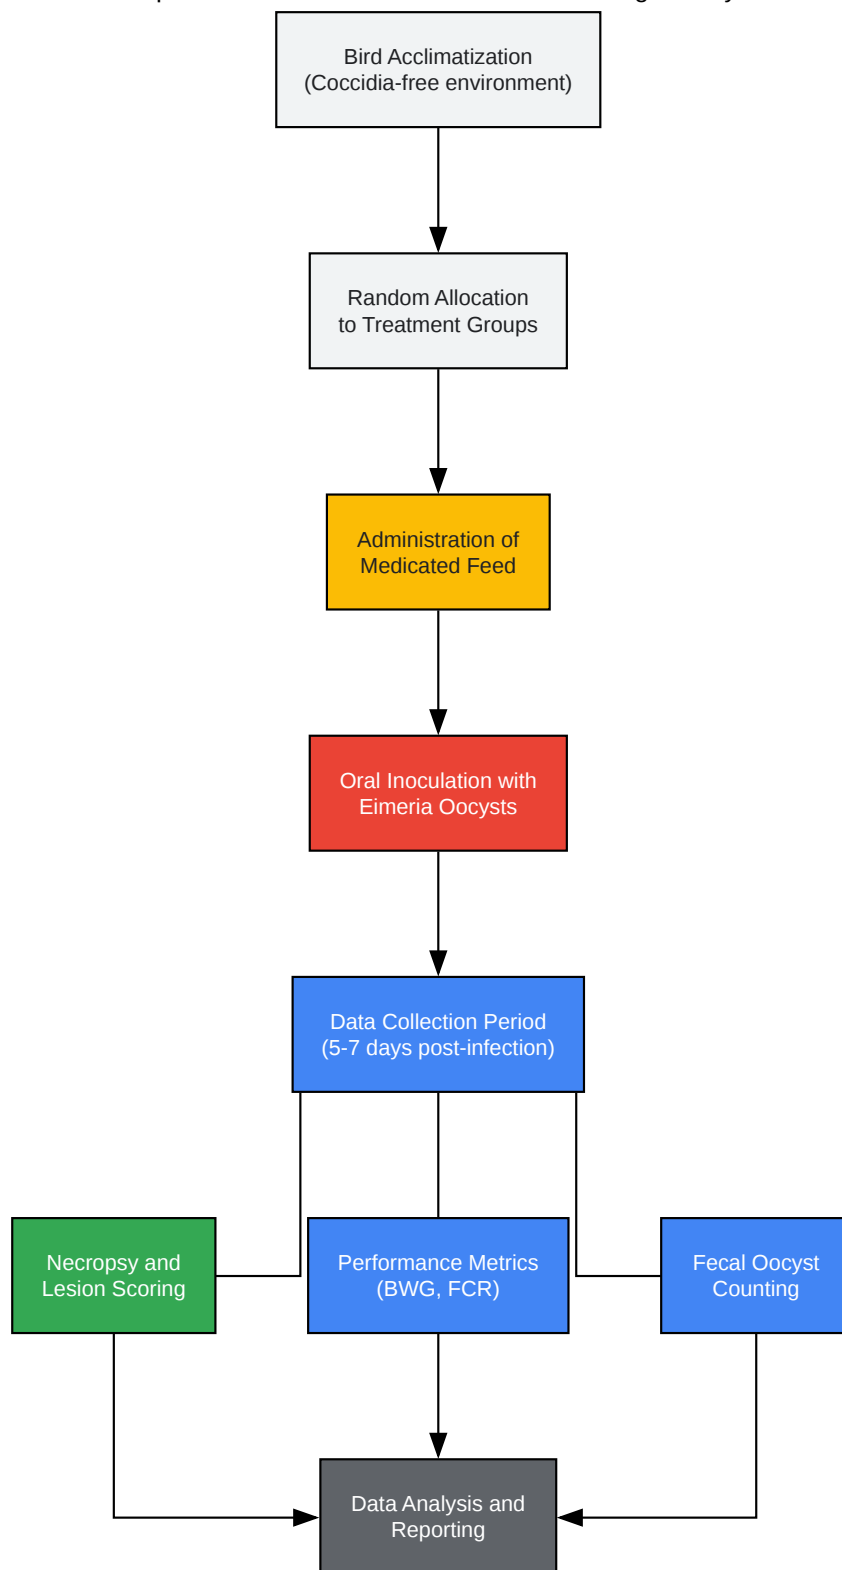 Bird Acclimatization
(Coccidia-free environment)
Random Allocation
to Treatment Groups
Administration of
Medicated Feed
Oral Inoculation with
Eimeria Oocysts
Data Collection Period
(5-7 days post-infection)
Necropsy and
Lesion Scoring
Performance Metrics
(BWG, FCR)
Fecal Oocyst
Counting
Data Analysis and
Reporting